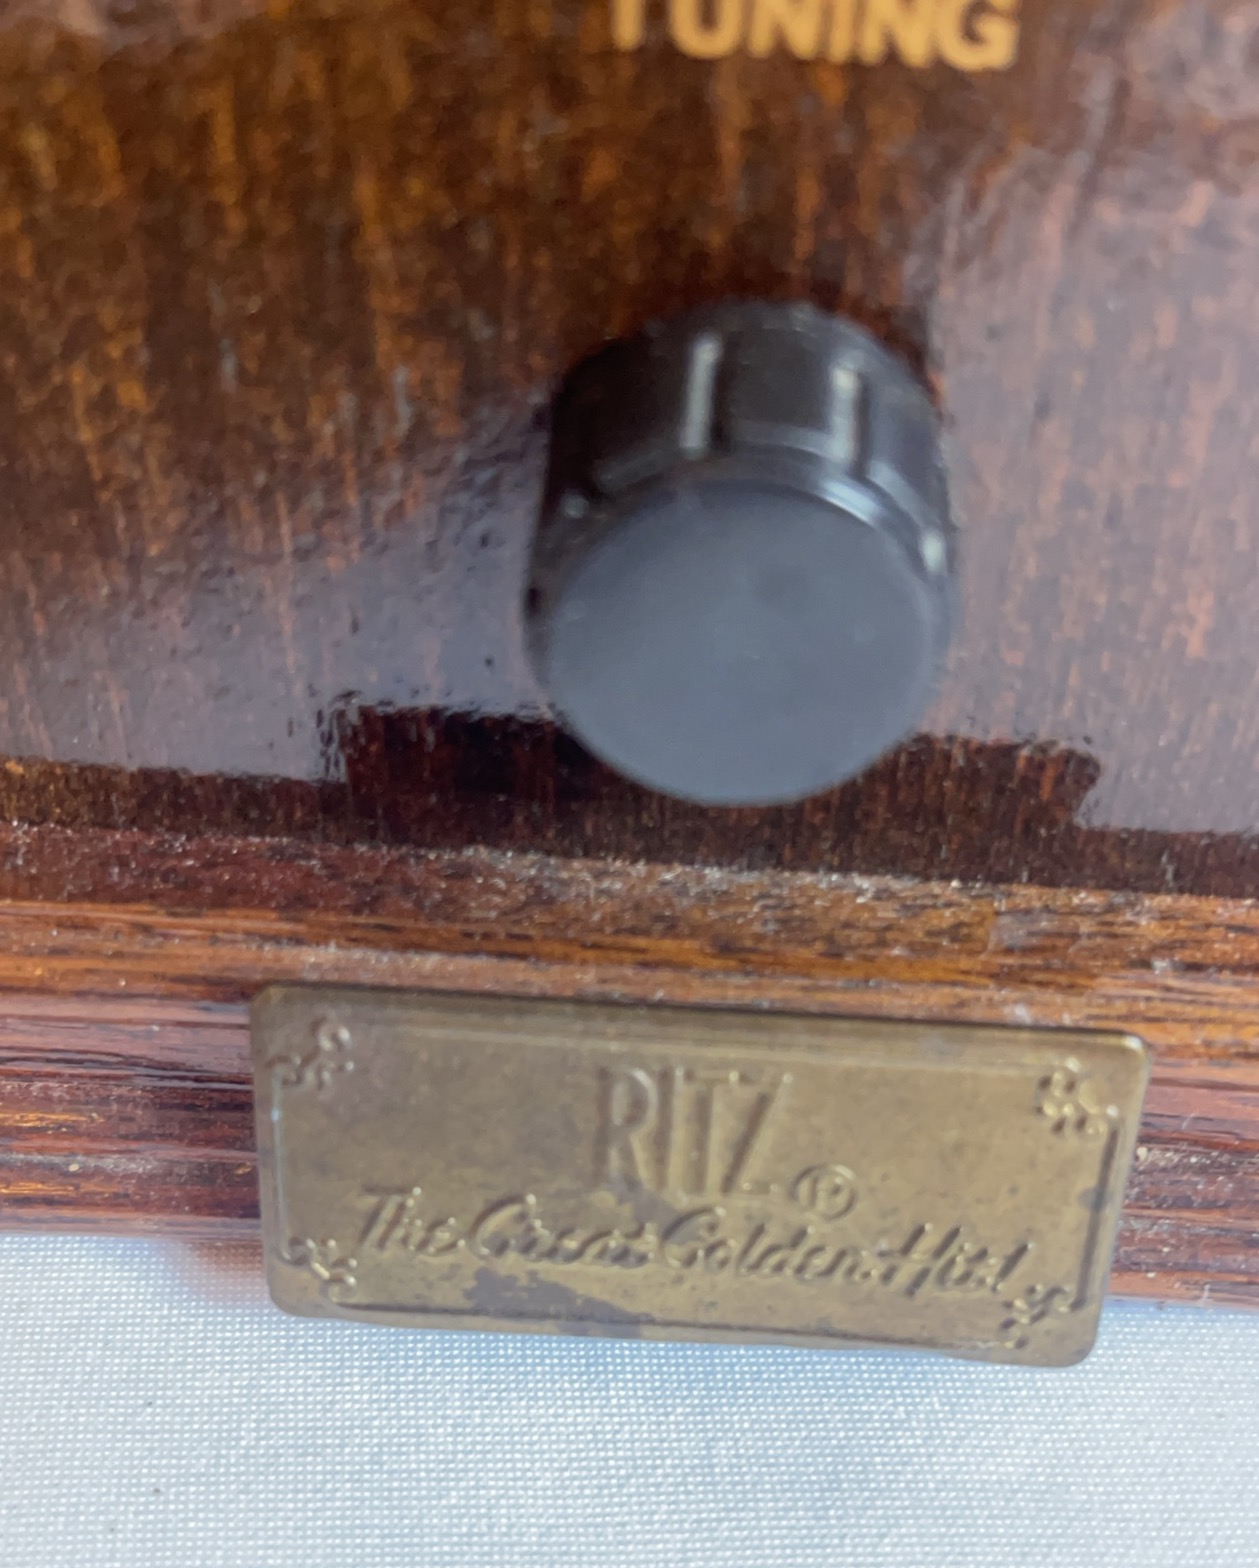 TUNING
RITZ ®
The Great Golden Hits!